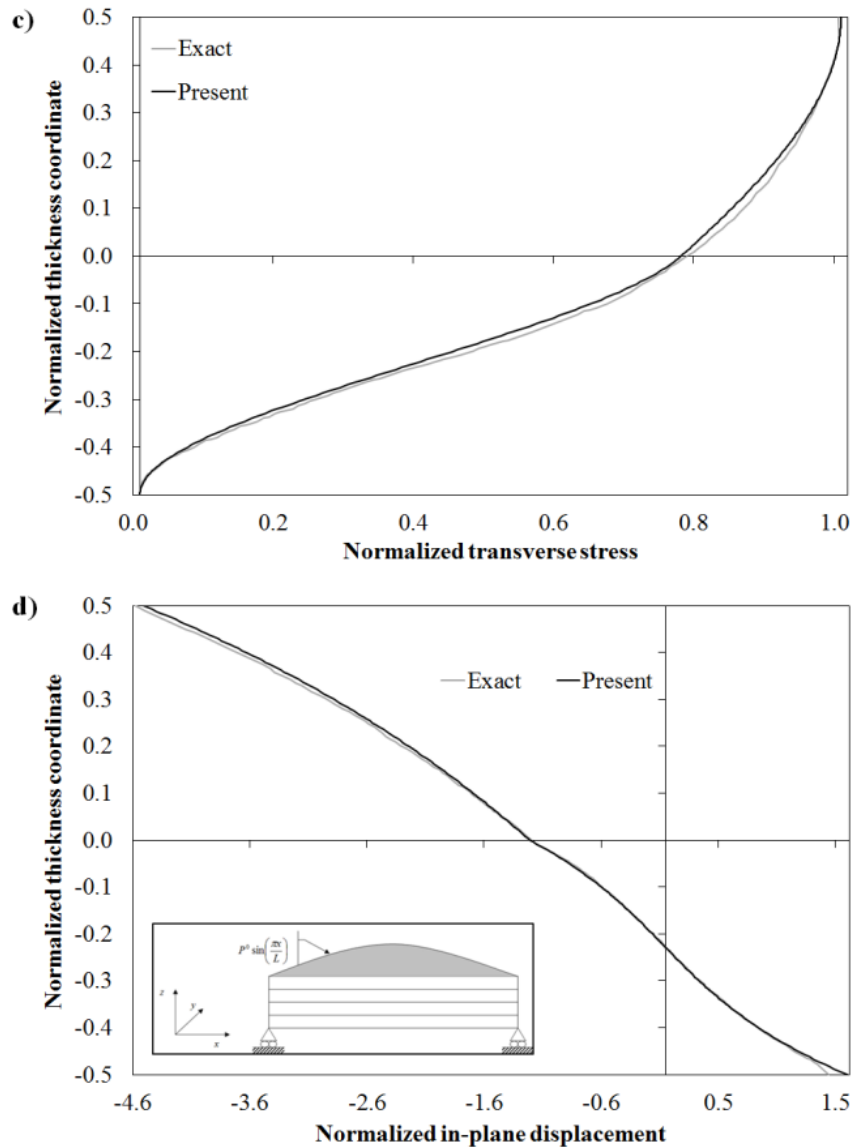 c)
0.5
Exact
Present
0.4
0.3
0.2
0.1
0.0
-0.1
-0.2
-0.3
-0.4
-0.5
Normalized thickness coordinate
0.0 0.2 0.4 0.6 0.8 1.0
Normalized transverse stress
d)
0.5
0.4
0.3
0.2
0.1
0.0
-0.1
-0.2
-0.3
-0.4
-0.5
Normalized thickness coordinate
Exact Present
P⁰ sin(πx/L)
z
y
x
-4.6 -3.6 -2.6 -1.6 -0.6 0.5 1.5
Normalized in-plane displacement